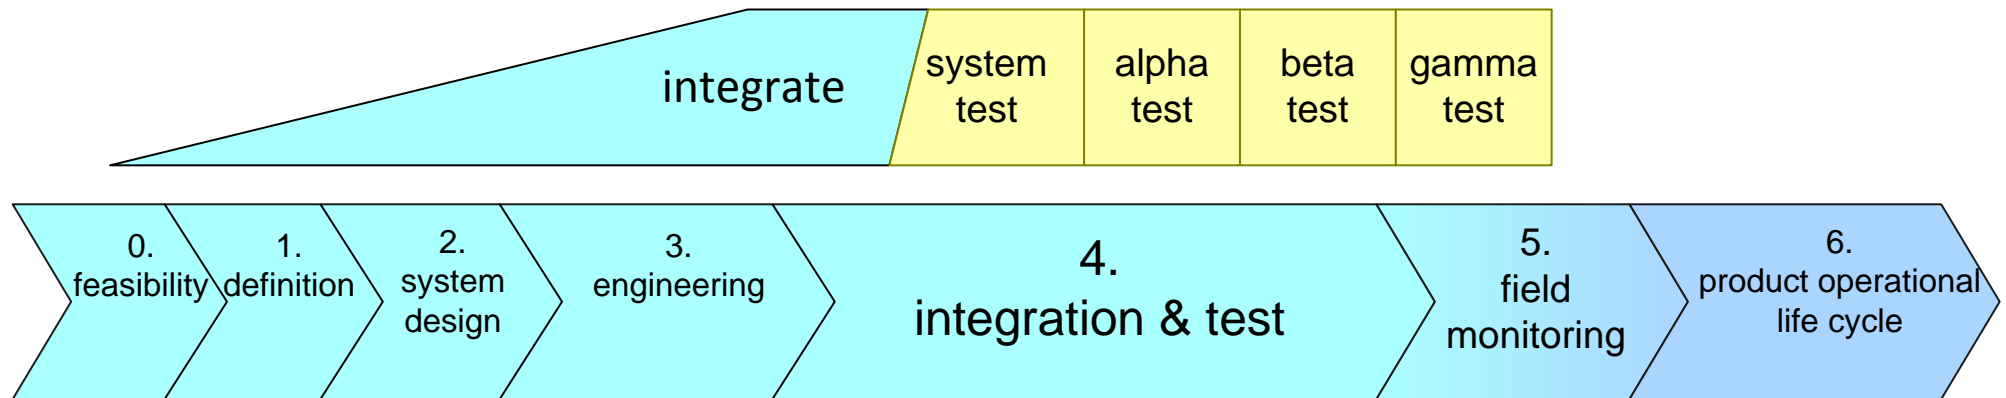 integrate
system
test
alpha
test
beta
test
gamma
test
0.
feasibility
1.
definition
2.
system
design
3.
engineering
4.
integration & test
5.
field
monitoring
6.
product operational
life cycle